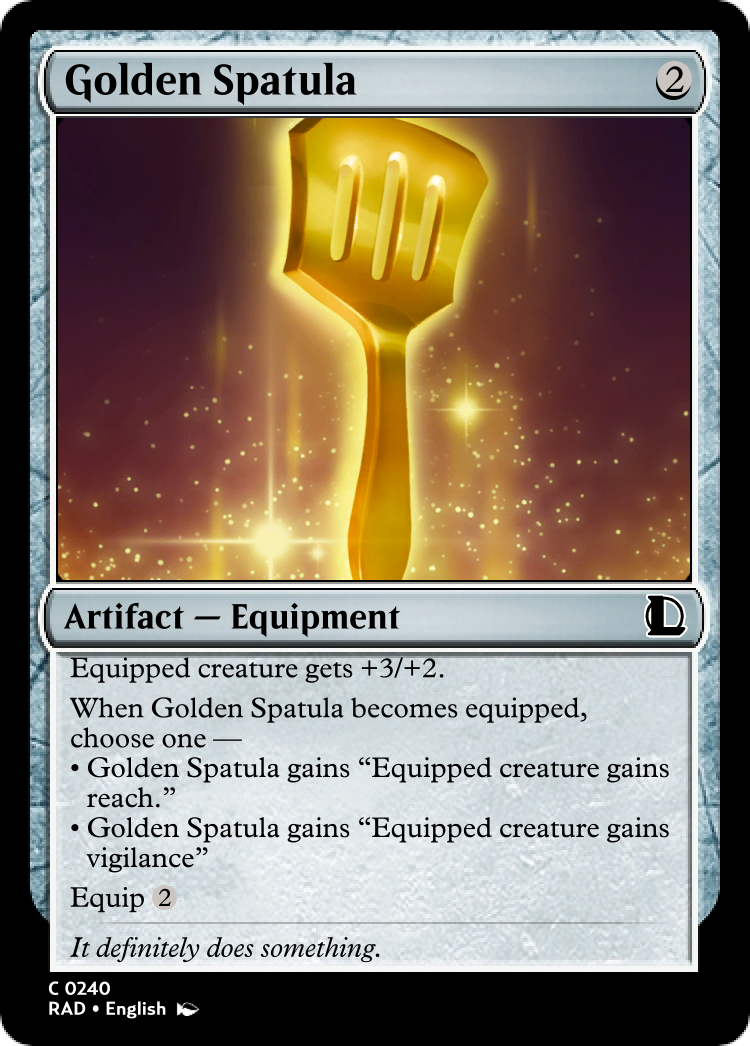 Golden Spatula 2
Artifact — Equipment
Equipped creature gets +3/+2.
When Golden Spatula becomes equipped,
choose one —
• Golden Spatula gains “Equipped creature gains
reach.”
• Golden Spatula gains “Equipped creature gains
vigilance”
Equip 2
It definitely does something.
C 0240
RAD • English